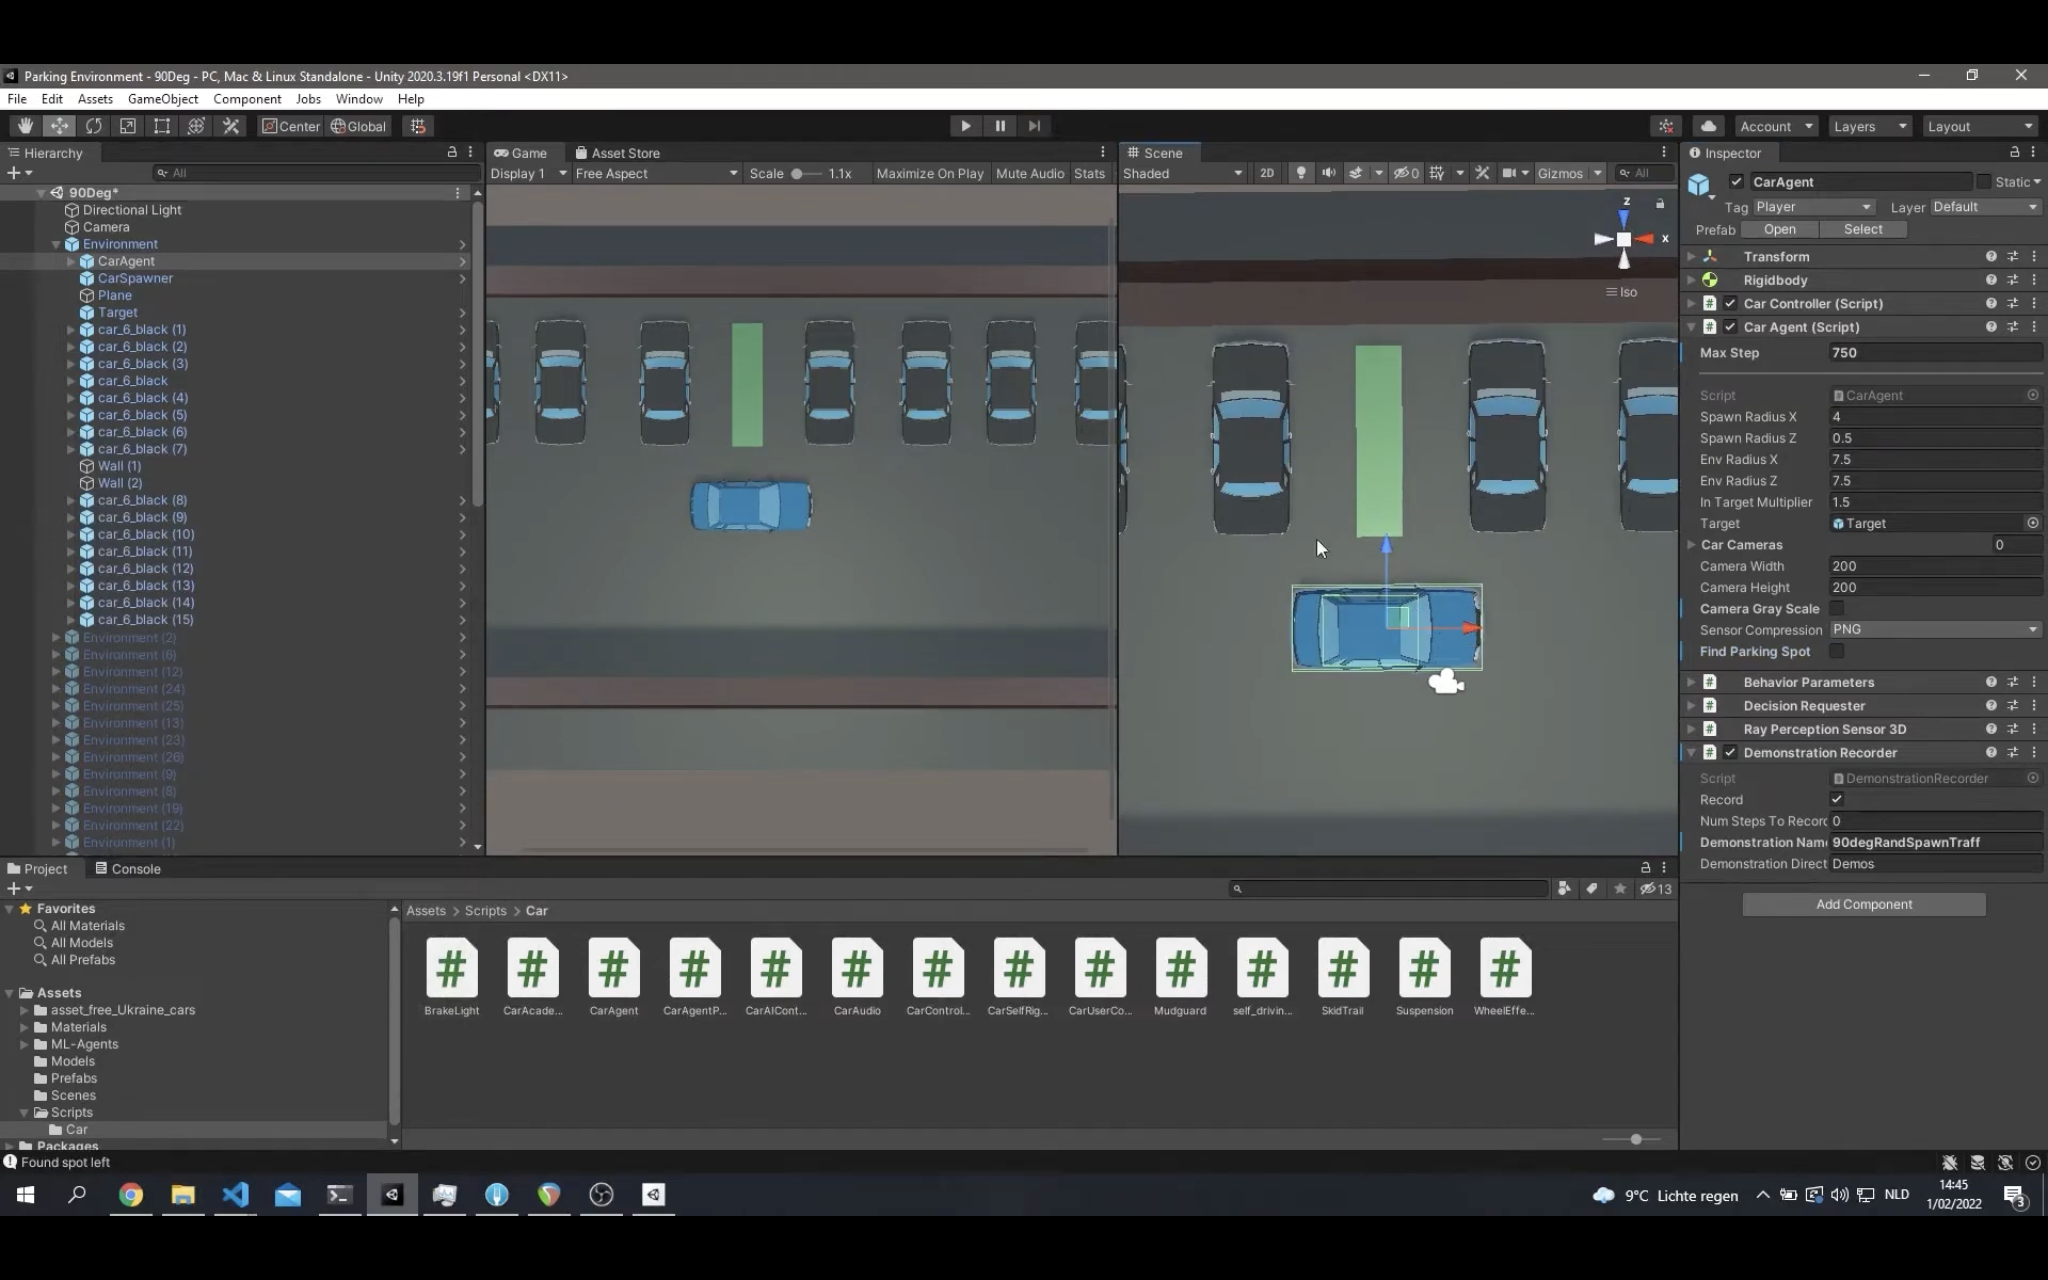 Parking Environment - 90Deg - PC, Mac & Linux Standalone - Unity 2020.3.19f1 Personal <DX11>
File Edit Assets GameObject Component Jobs Window Help
Center Global Account Layers Layout
Hierarchy
All
90Deg*
Directional Light
Camera
Environment
CarAgent
CarSpawner
Plane
Target
car_6_black (1)
car_6_black (2)
car_6_black (3)
car_6_black
car_6_black (4)
car_6_black (5)
car_6_black (6)
car_6_black (7)
Wall (1)
Wall (2)
car_6_black (8)
car_6_black (9)
car_6_black (10)
car_6_black (11)
car_6_black (12)
car_6_black (13)
car_6_black (14)
car_6_black (15)
Environment (2)
Environment (6)
Environment (12)
Environment (24)
Environment (25)
Environment (13)
Environment (23)
Environment (26)
Environment (9)
Environment (8)
Environment (19)
Environment (22)
Environment (1)
Game Asset Store
Display 1 Free Aspect Scale 1.1x Maximize On Play Mute Audio Stats
Scene
Shaded 2D 0 Gizmos All
z
x
Iso
Inspector
CarAgent Static
Tag Player Layer Default
Prefab Open Select
Transform
Rigidbody
Car Controller (Script)
Car Agent (Script)
Max Step 750
Script CarAgent
Spawn Radius X 4
Spawn Radius Z 0.5
Env Radius X 7.5
Env Radius Z 7.5
In Target Multiplier 1.5
Target Target
Car Cameras 0
Camera Width 200
Camera Height 200
Camera Gray Scale
Sensor Compression PNG
Find Parking Spot
Behavior Parameters
Decision Requester
Ray Perception Sensor 3D
Demonstration Recorder
Script DemonstrationRecorder
Record
Num Steps To Recor 0
Demonstration Nam 90degRandSpawnTraff
Demonstration Direct Demos
Add Component
Project Console
13
Favorites
All Materials
All Models
All Prefabs
Assets
asset_free_Ukraine_cars
Materials
ML-Agents
Models
Prefabs
Scenes
Scripts
Car
Packages
Assets > Scripts > Car
BrakeLight CarAcade... CarAgent CarAgentP... CarAICont... CarAudio CarControl... CarSelfRig... CarUserCo... Mudguard self_drivin... SkidTrail Suspension WheelEffe...
Found spot left
9°C Lichte regen NLD
14:45
1/02/2022
3